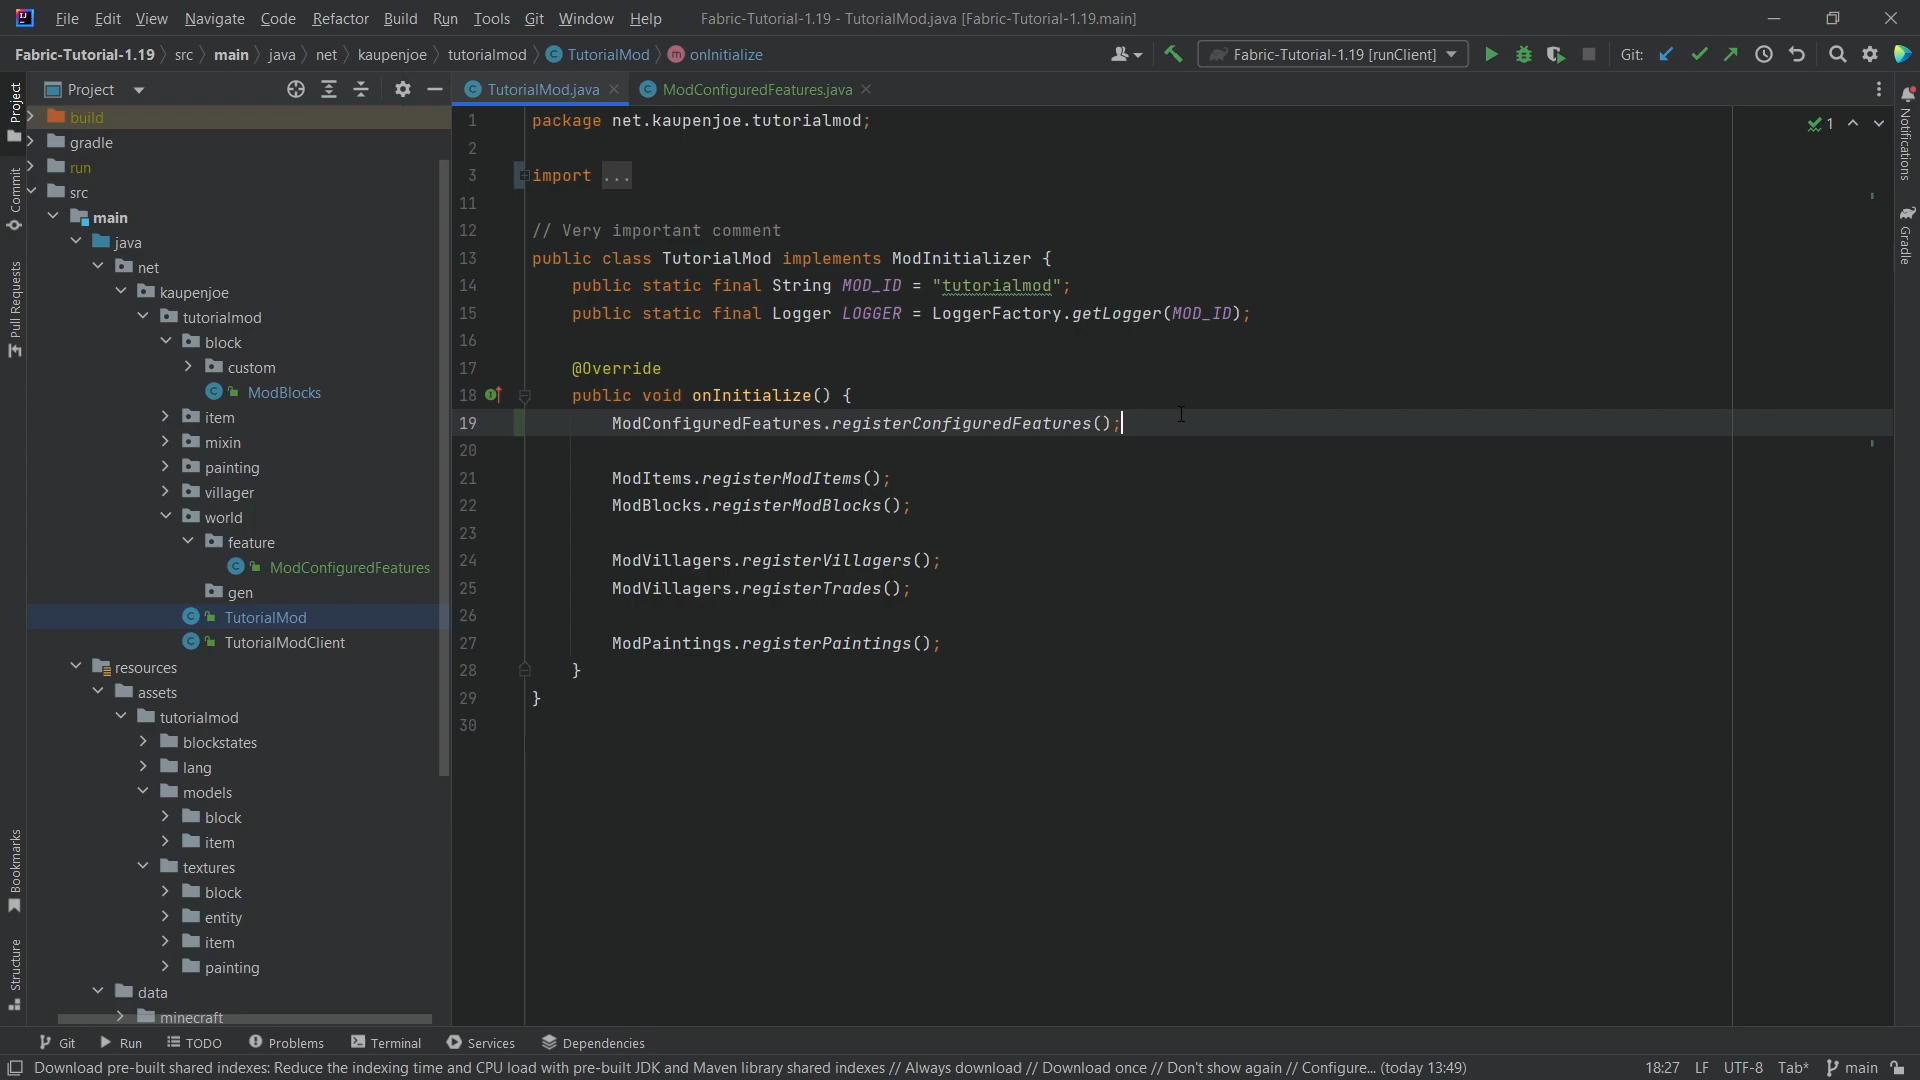 File Edit View Navigate Code Refactor Build Run Tools Git Window Help Fabric-Tutorial-1.19 - TutorialMod.java [Fabric-Tutorial-1.19.main]
Fabric-Tutorial-1.19 src main java net kaupenjoe tutorialmod TutorialMod onInitialize Fabric-Tutorial-1.19 [runClient] Git:
Project TutorialMod.java ModConfiguredFeatures.java
Project
Commit
Pull Requests
Bookmarks
Structure
build
gradle
run
src
main
java
net
kaupenjoe
tutorialmod
block
custom
ModBlocks
item
mixin
painting
villager
world
feature
ModConfiguredFeatures
gen
TutorialMod
TutorialModClient
resources
assets
tutorialmod
blockstates
lang
models
block
item
textures
block
entity
item
painting
data
minecraft
1 package net.kaupenjoe.tutorialmod;
2
3 import ...
11
12 // Very important comment
13 public class TutorialMod implements ModInitializer {
14 public static final String MOD_ID = "tutorialmod";
15 public static final Logger LOGGER = LoggerFactory.getLogger(MOD_ID);
16
17 @Override
18 public void onInitialize() {
19 ModConfiguredFeatures.registerConfiguredFeatures();
20
21 ModItems.registerModItems();
22 ModBlocks.registerModBlocks();
23
24 ModVillagers.registerVillagers();
25 ModVillagers.registerTrades();
26
27 ModPaintings.registerPaintings();
28 }
29 }
30
1
Notifications
Gradle
Git Run TODO Problems Terminal Services Dependencies
Download pre-built shared indexes: Reduce the indexing time and CPU load with pre-built JDK and Maven library shared indexes // Always download // Download once // Don't show again // Configure... (today 13:49) 18:27 LF UTF-8 Tab* main